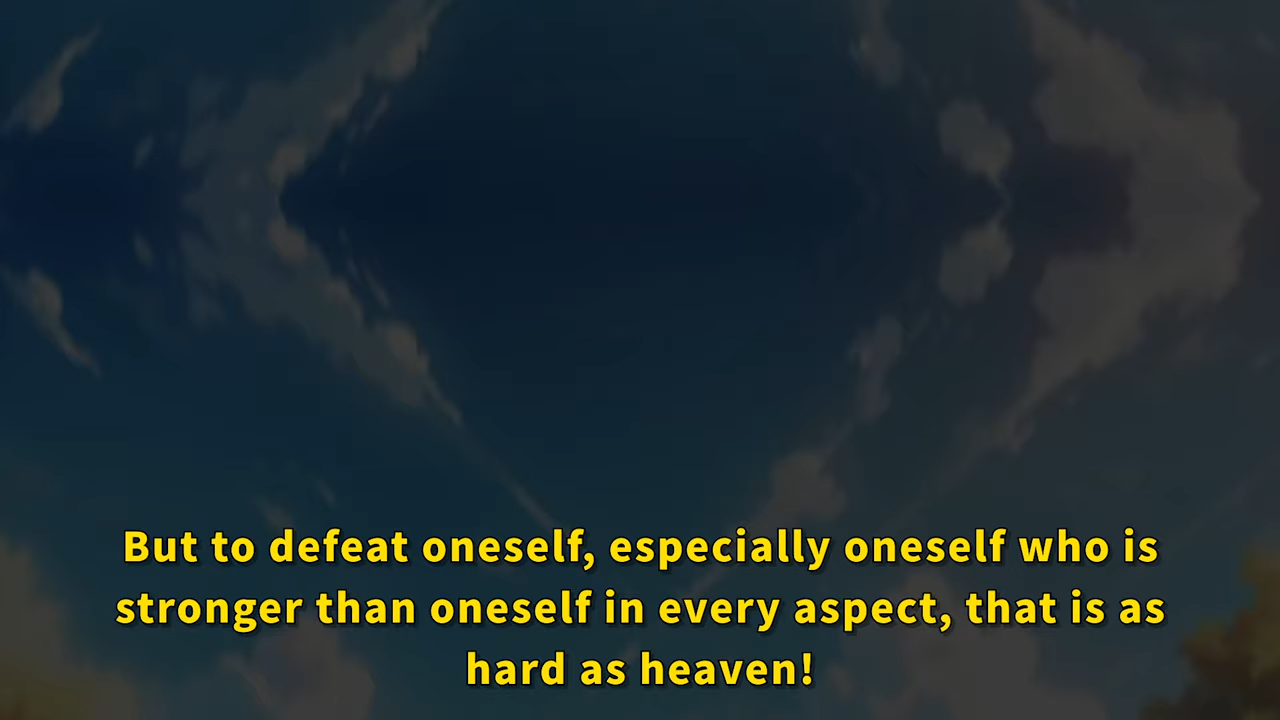 But to defeat oneself, especially oneself who is
stronger than oneself in every aspect, that is as
hard as heaven!